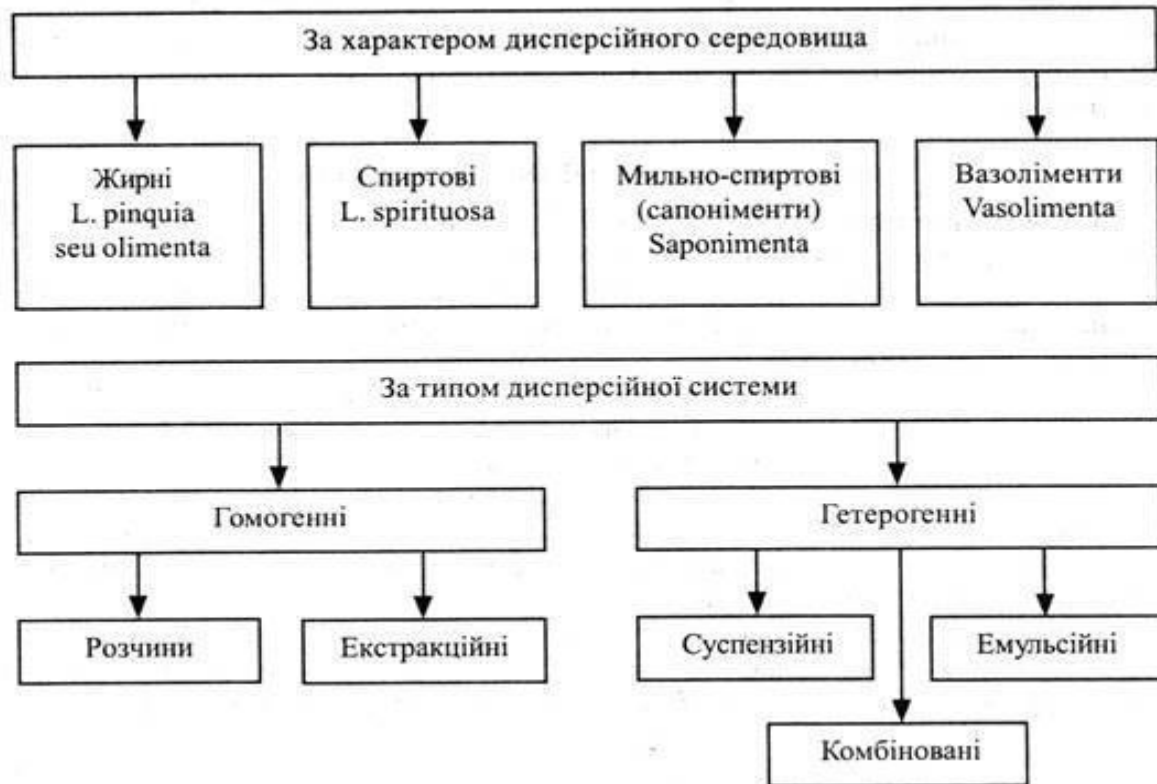 За характером дисперсійного середовища
Жирні
L. pinquia
seu olimenta
Спиртові
L. spirituosa
Мильно-спиртові
(сапоніменти)
Saponimenta
Вазоліменти
Vasolimenta
За типом дисперсійної системи
Гомогенні
Гетерогенні
Розчини
Екстракційні
Суспензійні
Емульсійні
Комбіновані